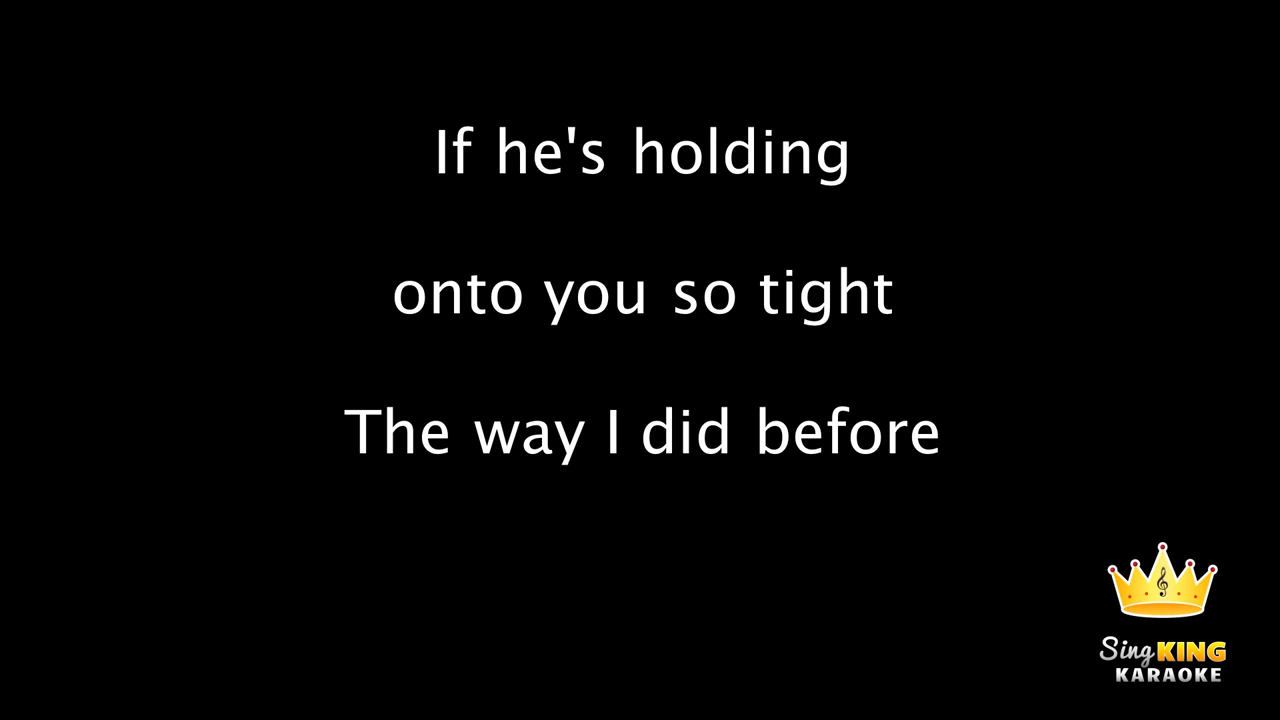 If he's holding
onto you so tight
The way I did before
Sing KING
KARAOKE